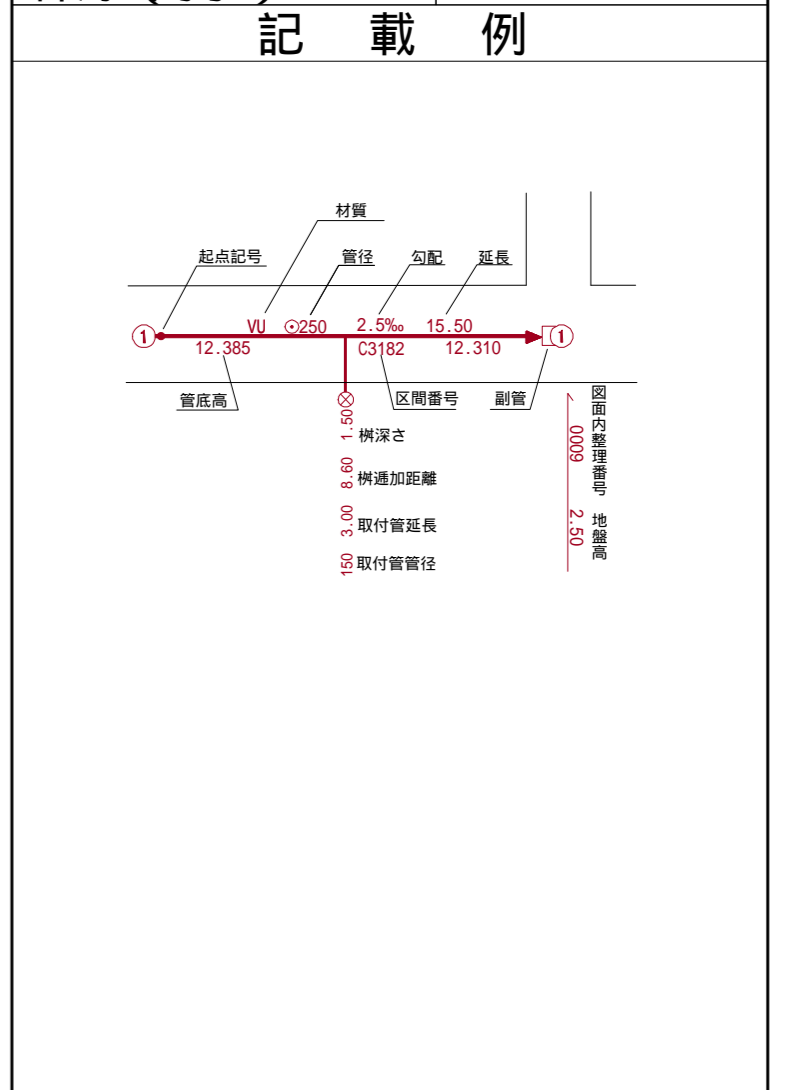 記 載 例
材質
起点記号 管径 勾配 延長
VU ⊙250 2.5‰ 15.50
1 1
12.385 C3182 12.310
管底高 区間番号 副管
1.50 桝深さ
8.60 桝逓加距離
3.00 取付管延長
150 取付管管径
図面内整理番号 地盤高
0009 2.50